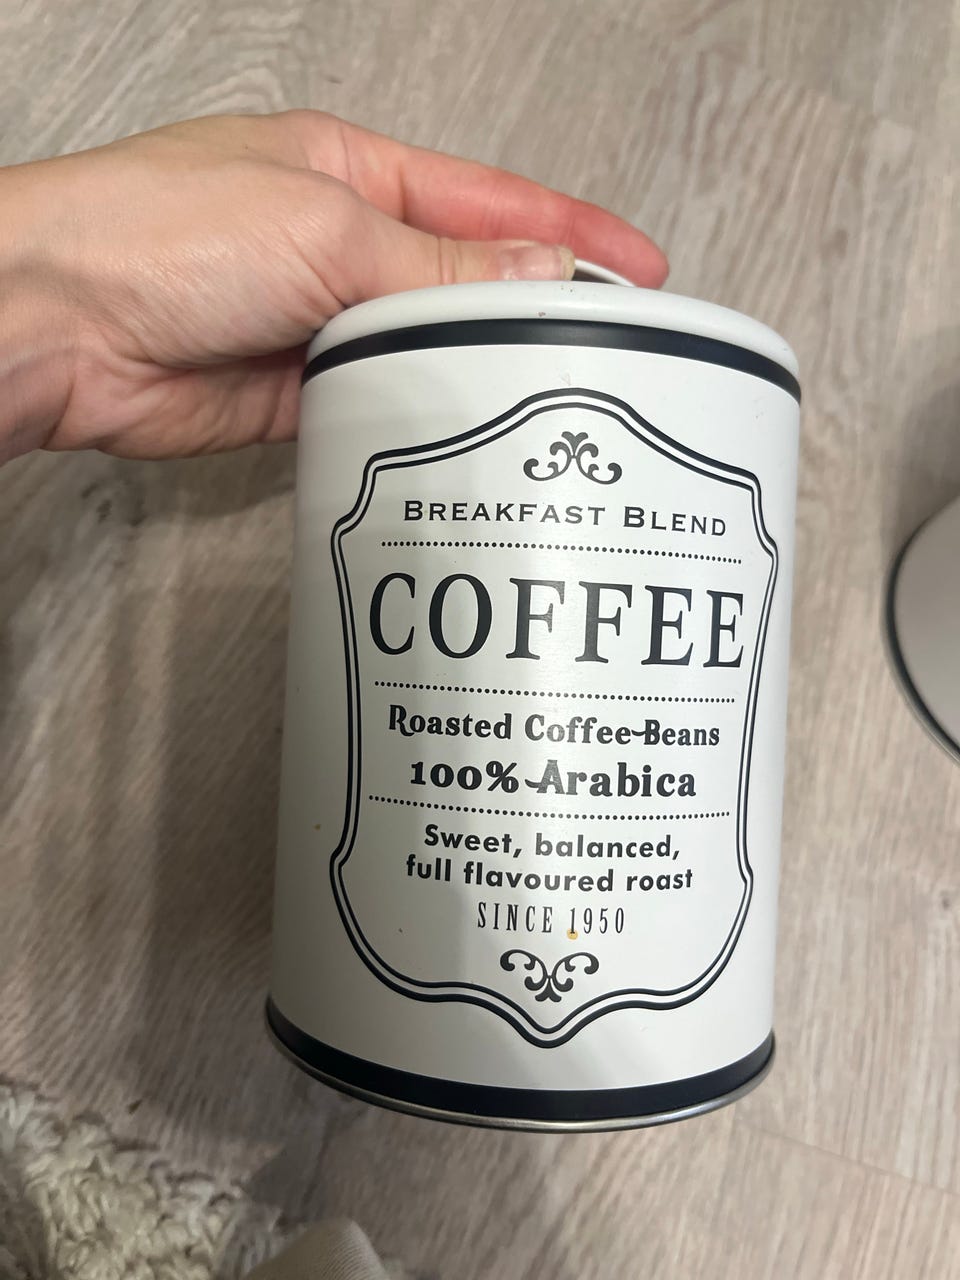 BREAKFAST BLEND
COFFEE
Roasted Coffee Beans
100% Arabica
Sweet, balanced,
full flavoured roast
SINCE 1950